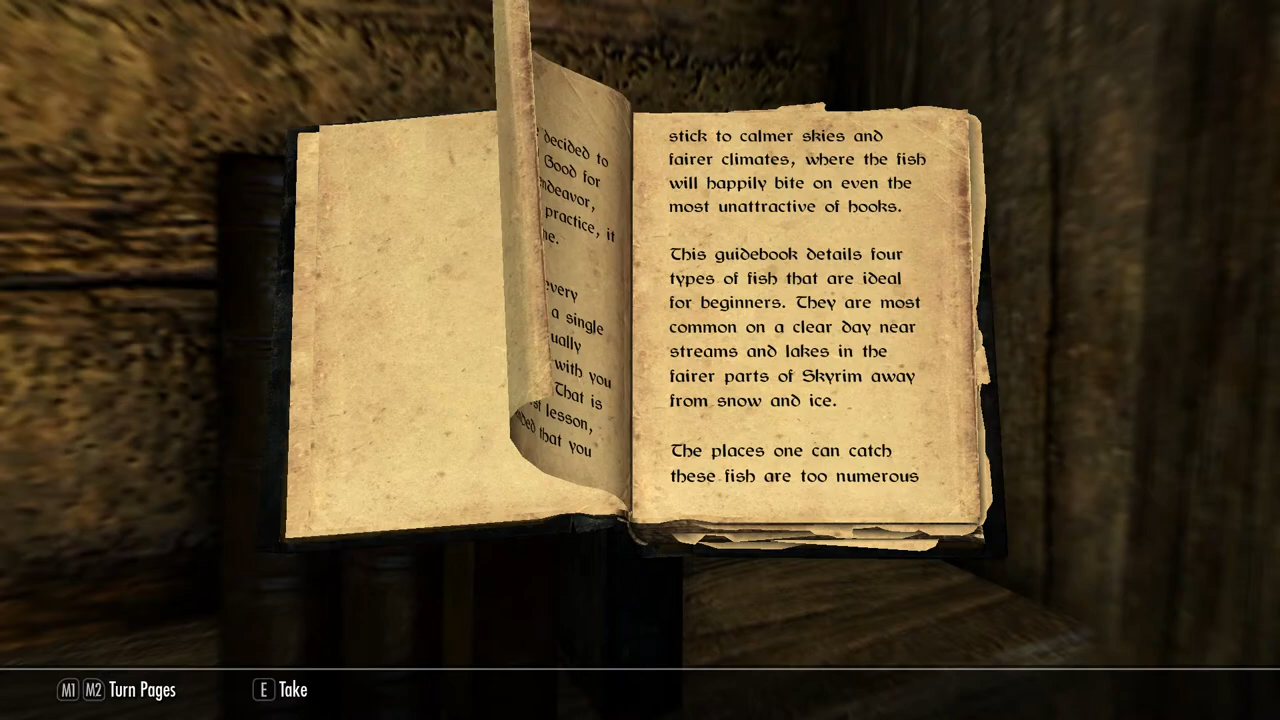 decided to
Good for
endeavor,
practice, it
every
a single
with you
That is
lesson,
that you
stick to calmer skies and
fairer climates, where the fish
will happily bite on even the
most unattractive of hooks.
This guidebook details four
types of fish that are ideal
for beginners. They are most
common on a clear day near
streams and lakes in the
fairer parts of Skyrim away
from snow and ice.
The places one can catch
these fish are too numerous
M1 M2 Turn Pages
E Take